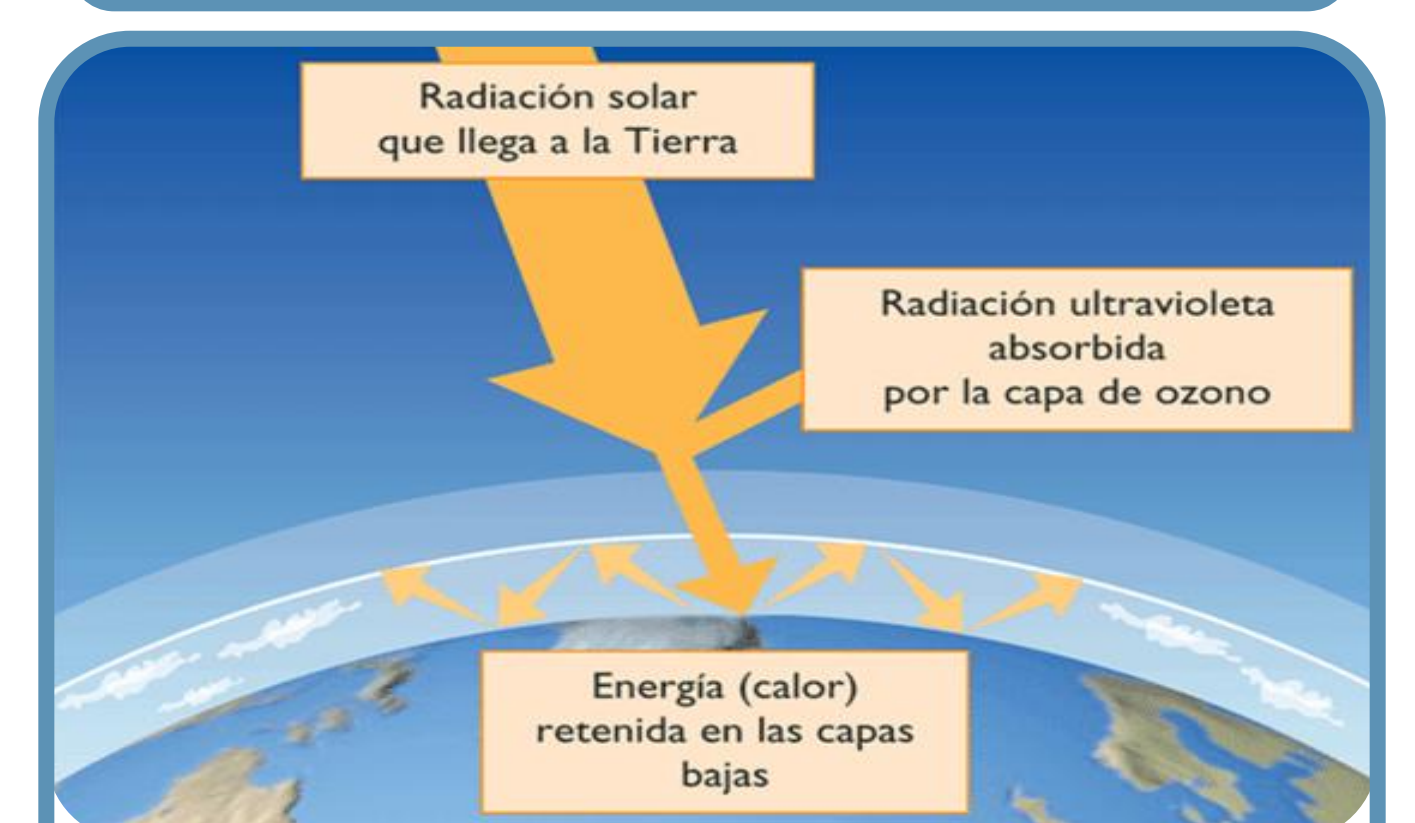 Radiación solar
que llega a la Tierra
Radiación ultravioleta
absorbida
por la capa de ozono
Energía (calor)
retenida en las capas
bajas